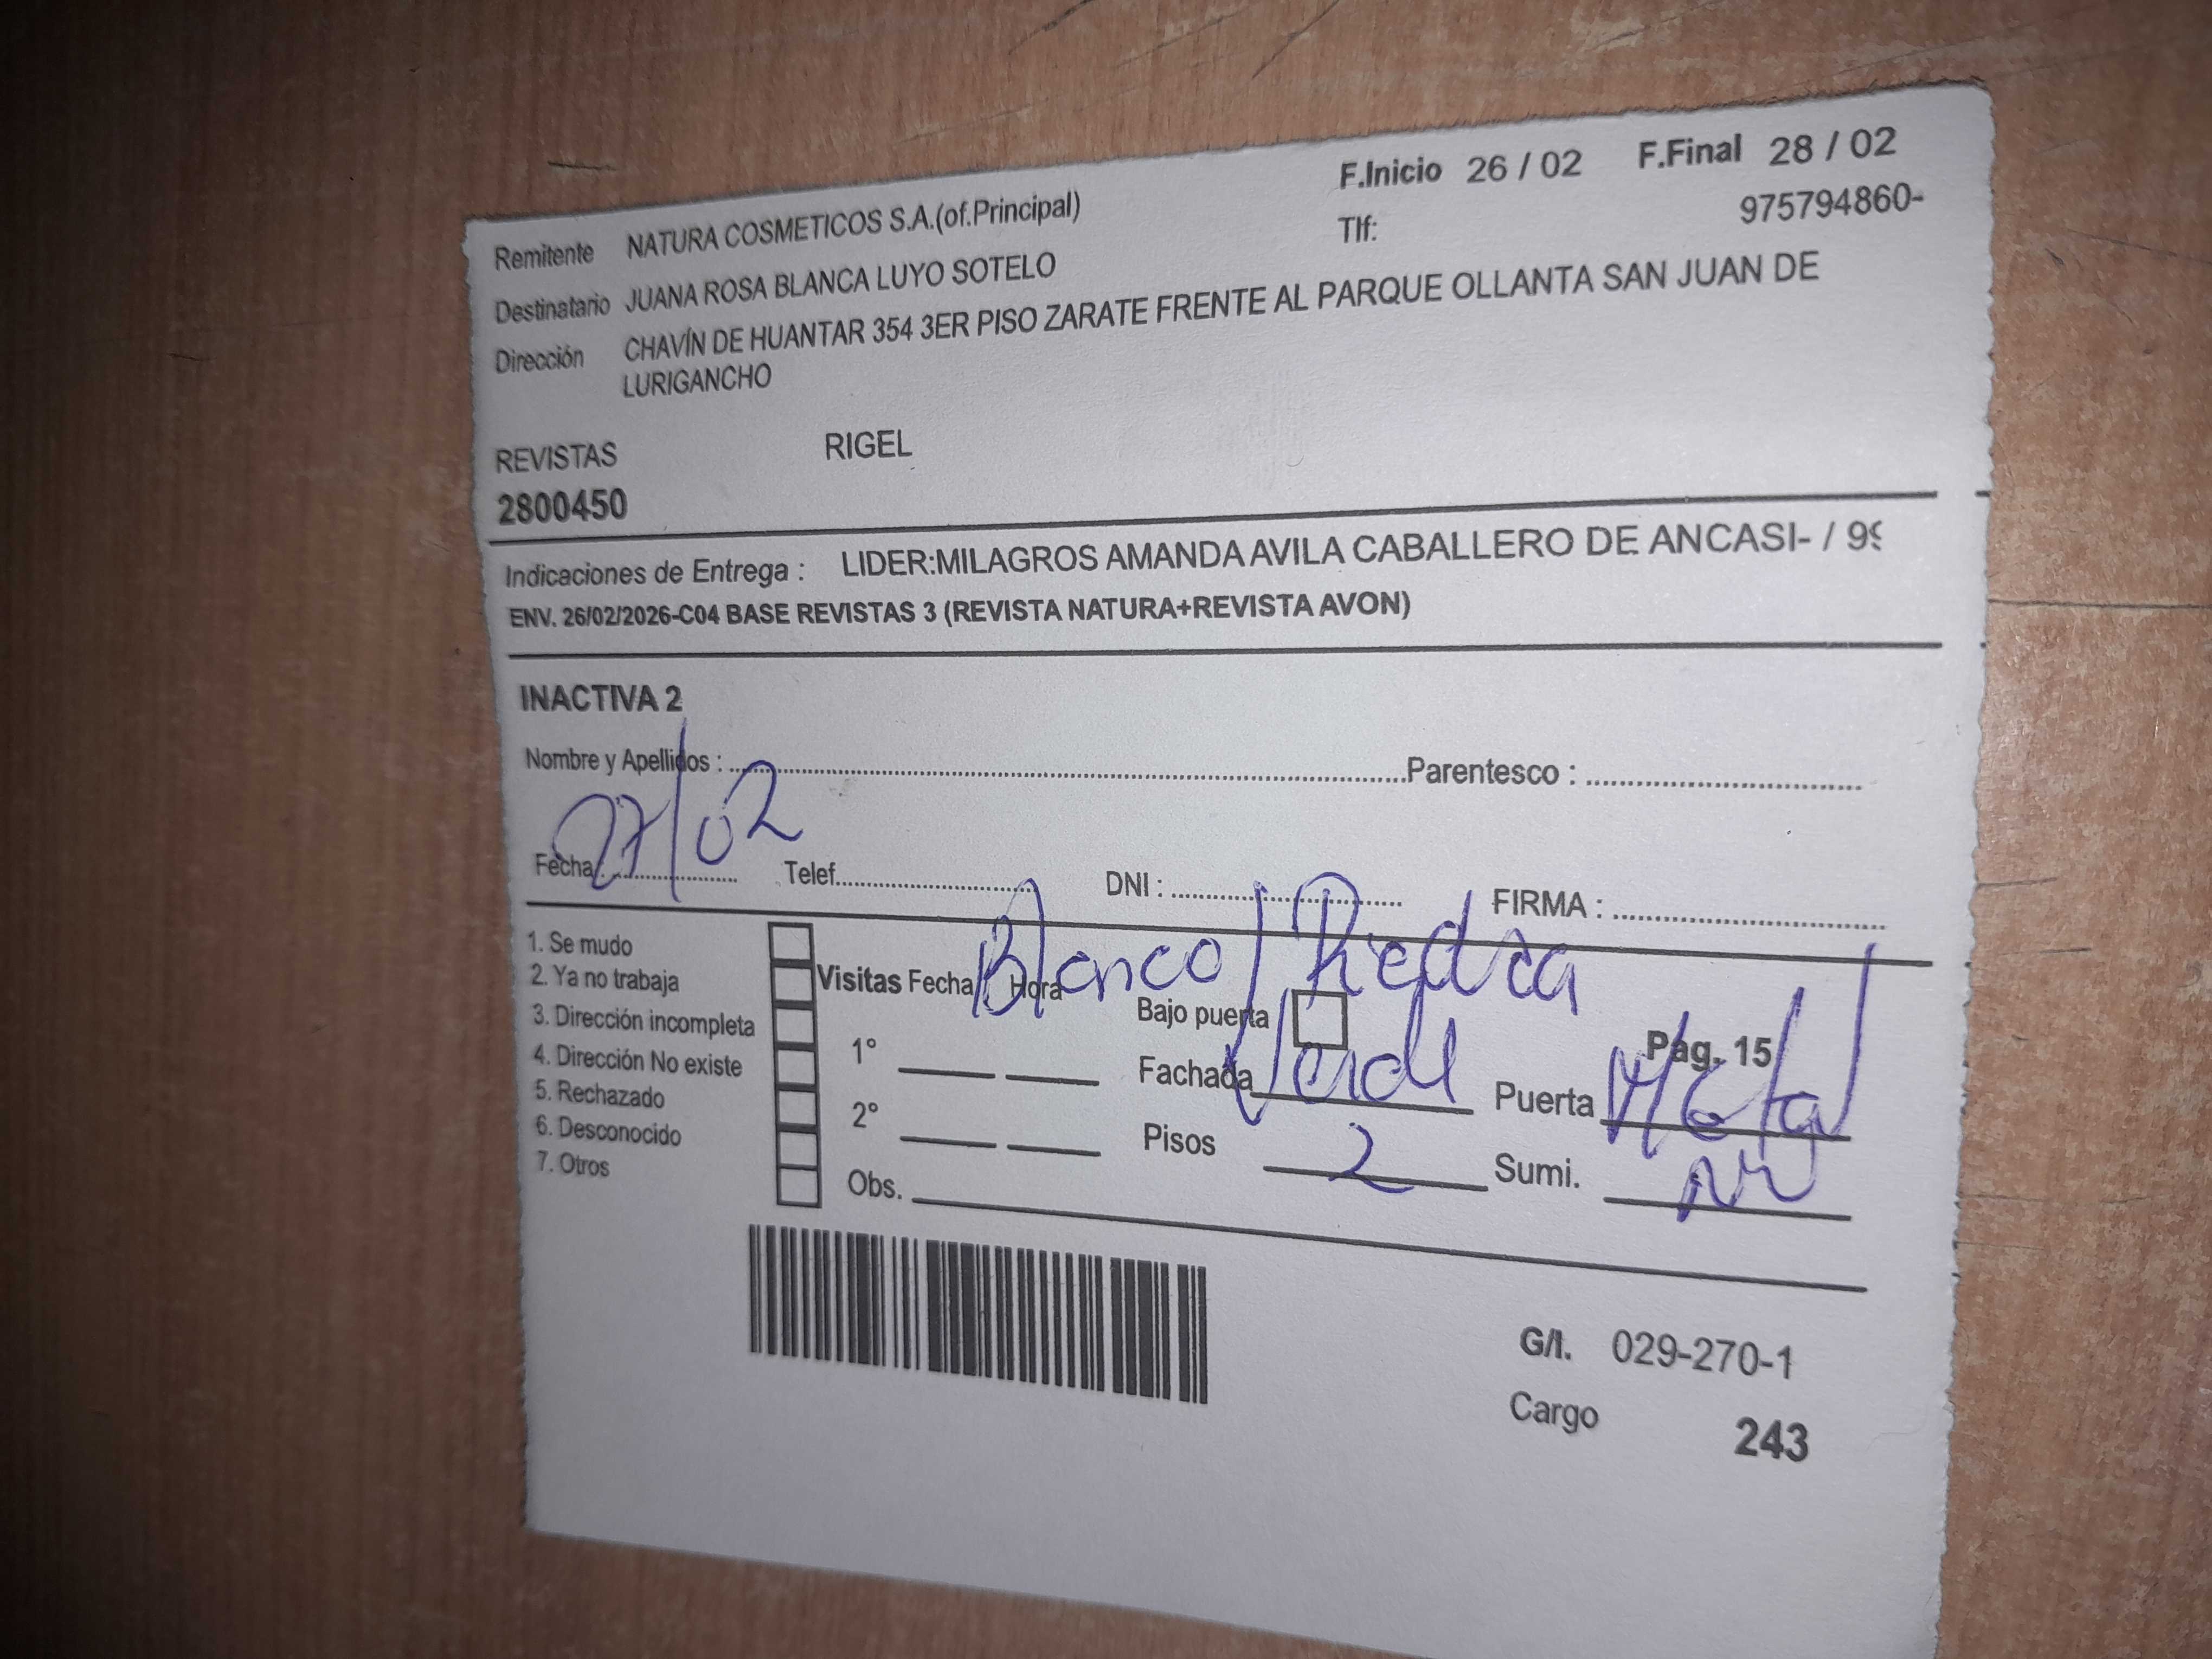 F.Inicio 26 / 02 F.Final 28 / 02
Remitente NATURA COSMETICOS S.A.(of.Principal) Tlf: 975794860-
Destinatario JUANA ROSA BLANCA LUYO SOTELO
Dirección CHAVÍN DE HUANTAR 354 3ER PISO ZARATE FRENTE AL PARQUE OLLANTA SAN JUAN DE
LURIGANCHO
REVISTAS RIGEL
2800450
Indicaciones de Entrega : LIDER:MILAGROS AMANDA AVILA CABALLERO DE ANCASI- / 99
ENV. 26/02/2026-C04 BASE REVISTAS 3 (REVISTA NATURA+REVISTA AVON)
INACTIVA 2
Nombre y Apellidos : Parentesco :
Fecha : 27/02 Telef. DNI : FIRMA :
Blanco/Piedra
1. Se mudo
2. Ya no trabaja
3. Dirección incompleta
4. Dirección No existe
5. Rechazado
6. Desconocido
7. Otros
Visitas Fecha Hora
1°
2°
Obs.
Bajo puerta
Pag. 15
Fachada Verde Puerta Metal
Pisos 2 Sumi.
G/I. 029-270-1
Cargo 243